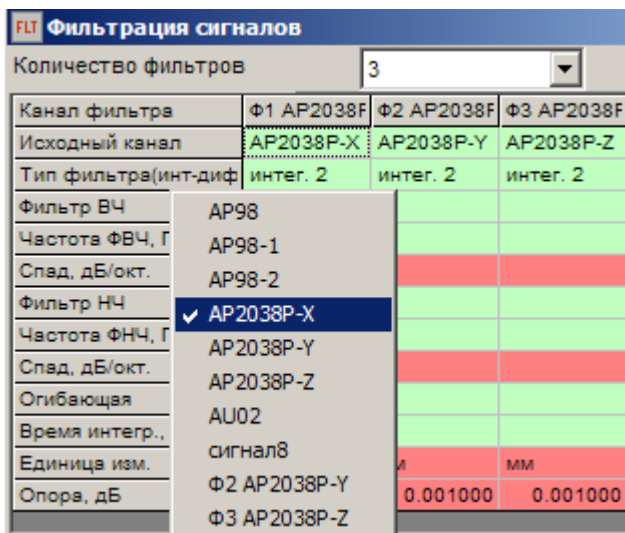 FLT Фильтрация сигналов
Количество фильтров 3
Канал фильтра Ф1 AP2038F Ф2 AP2038F Ф3 AP2038F
Исходный канал AP2038P-X AP2038P-Y AP2038P-Z
Тип фильтра(инт-диф интег. 2 интег. 2 интег. 2
Фильтр ВЧ
AP98
Частота ФВЧ, Г
AP98-1
Спад, дБ/окт.
AP98-2
Фильтр НЧ
AP2038P-X
Частота ФНЧ, Г
AP2038P-Y
Спад, дБ/окт.
AP2038P-Z
Огибающая
AU02
Время интегр.,
сигнал8
Единица изм. мм
Ф2 AP2038P-Y
Опора, дБ 0.001000 0.001000
Ф3 AP2038P-Z